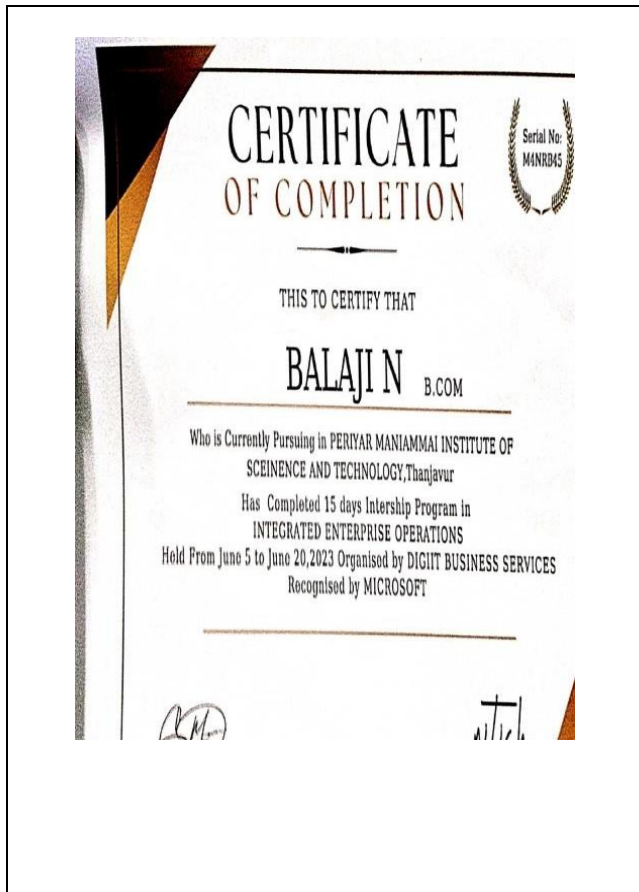 CERTIFICATE
OF COMPLETION
Serial No:
M4NRB45
THIS TO CERTIFY THAT
BALAJI N B.COM
Who is Currently Pursuing in PERIYAR MANIAMMAI INSTITUTE OF
SCEINENCE AND TECHNOLOGY,Thanjavur
Has Completed 15 days Intership Program in
INTEGRATED ENTERPRISE OPERATIONS
Held From June 5 to June 20,2023 Organised by DIGIIT BUSINESS SERVICES
Recognised by MICROSOFT